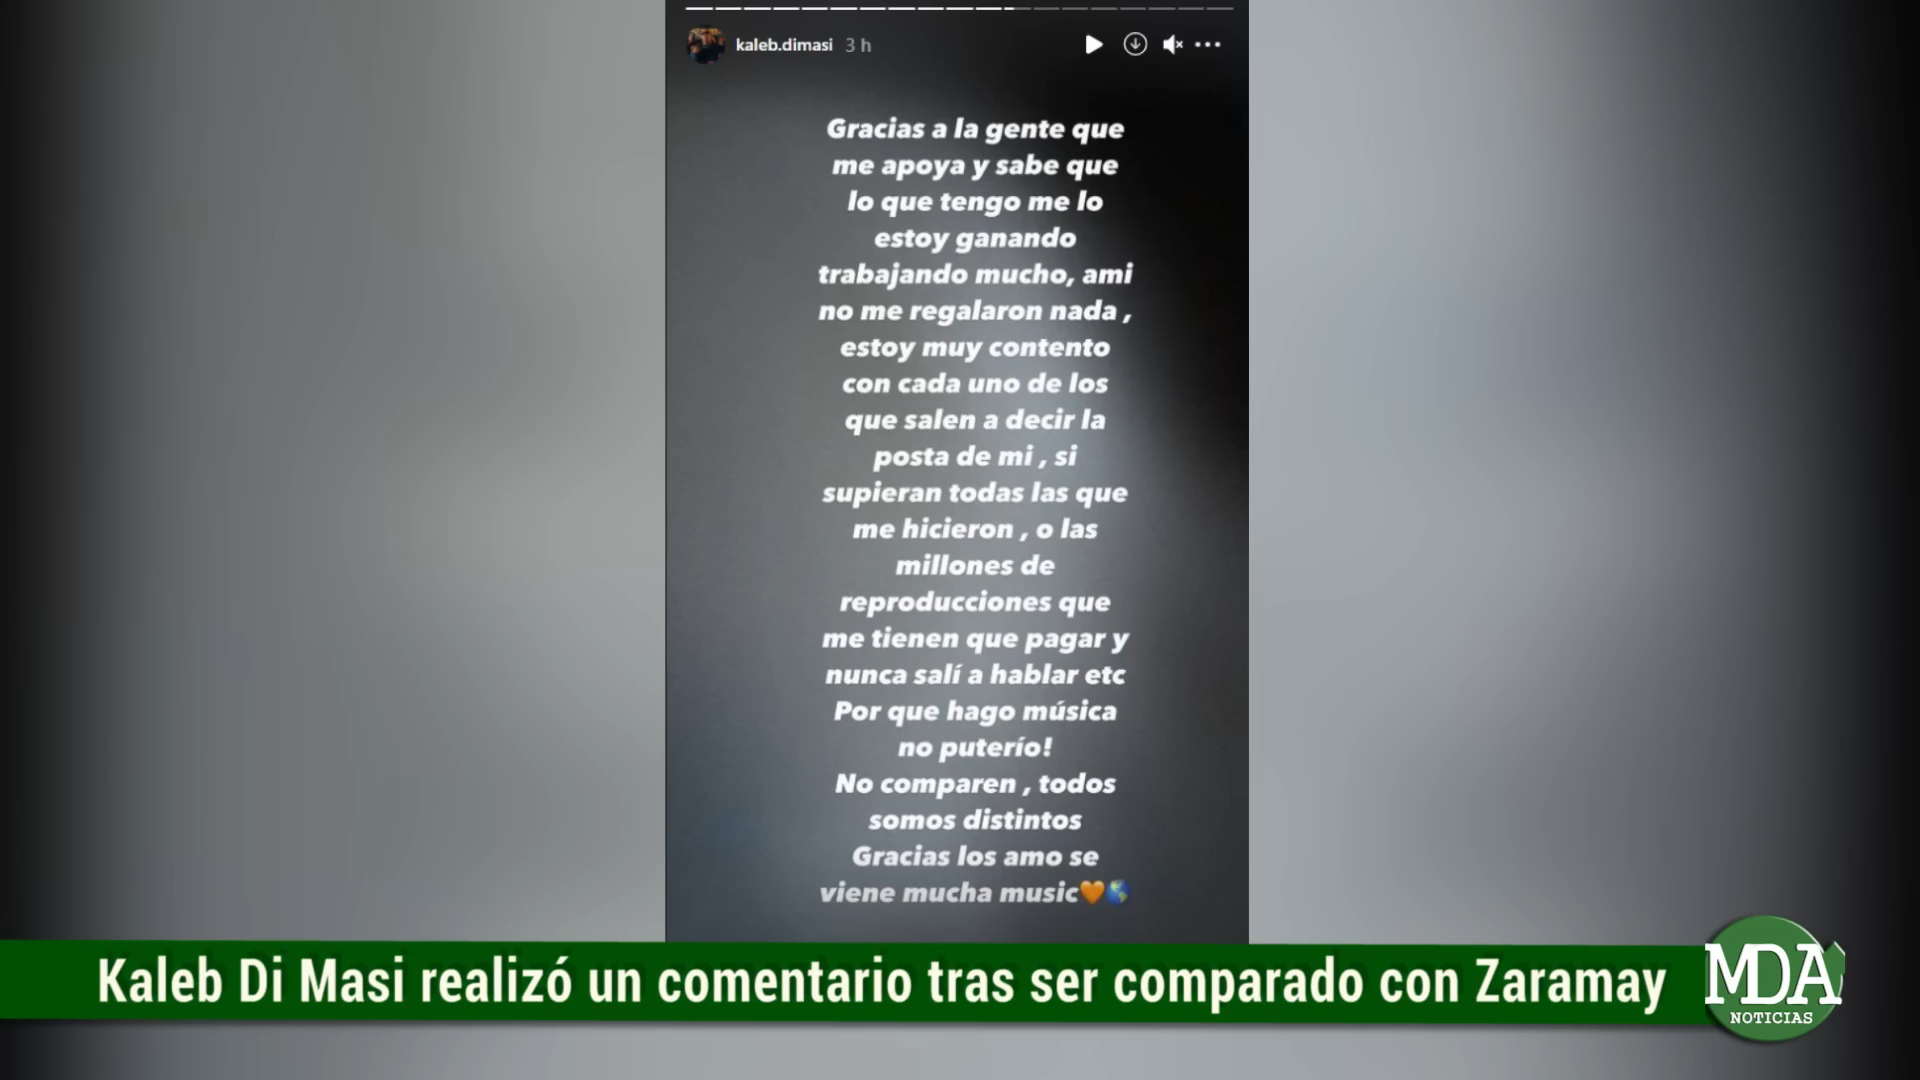 kaleb.dimasi 3 h
Gracias a la gente que
me apoya y sabe que
lo que tengo me lo
estoy ganando
trabajando mucho, ami
no me regalaron nada ,
estoy muy contento
con cada uno de los
que salen a decir la
posta de mi , si
supieran todas las que
me hicieron , o las
millones de
reproducciones que
me tienen que pagar y
nunca salí a hablar etc
Por que hago música
no puterío!
No comparen , todos
somos distintos
Gracias los amo se
viene mucha music🧡🌎
Kaleb Di Masi realizó un comentario tras ser comparado con Zaramay
MDA
NOTICIAS